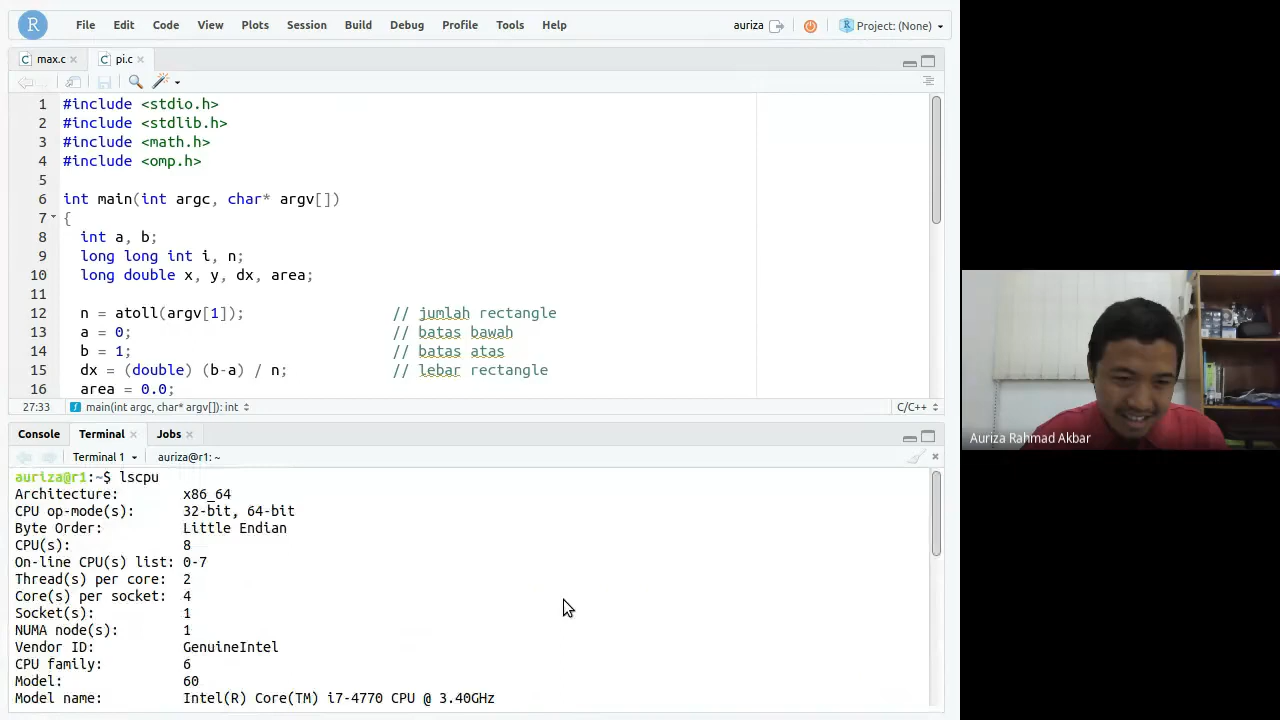 R File Edit Code View Plots Session Build Debug Profile Tools Help auriza Project: (None)
max.c pi.c
1 #include <stdio.h>
2 #include <stdlib.h>
3 #include <math.h>
4 #include <omp.h>
5
6 int main(int argc, char* argv[])
7 {
8 int a, b;
9 long long int i, n;
10 long double x, y, dx, area;
11
12 n = atoll(argv[1]); // jumlah rectangle
13 a = 0; // batas bawah
14 b = 1; // batas atas
15 dx = (double) (b-a) / n; // lebar rectangle
16 area = 0.0;
27:33 main(int argc, char* argv[]): int C/C++
Console Terminal Jobs
Terminal 1 auriza@r1: ~
auriza@r1:~$ lscpu
Architecture: x86_64
CPU op-mode(s): 32-bit, 64-bit
Byte Order: Little Endian
CPU(s): 8
On-line CPU(s) list: 0-7
Thread(s) per core: 2
Core(s) per socket: 4
Socket(s): 1
NUMA node(s): 1
Vendor ID: GenuineIntel
CPU family: 6
Model: 60
Model name: Intel(R) Core(TM) i7-4770 CPU @ 3.40GHz
Auriza Rahmad Akbar